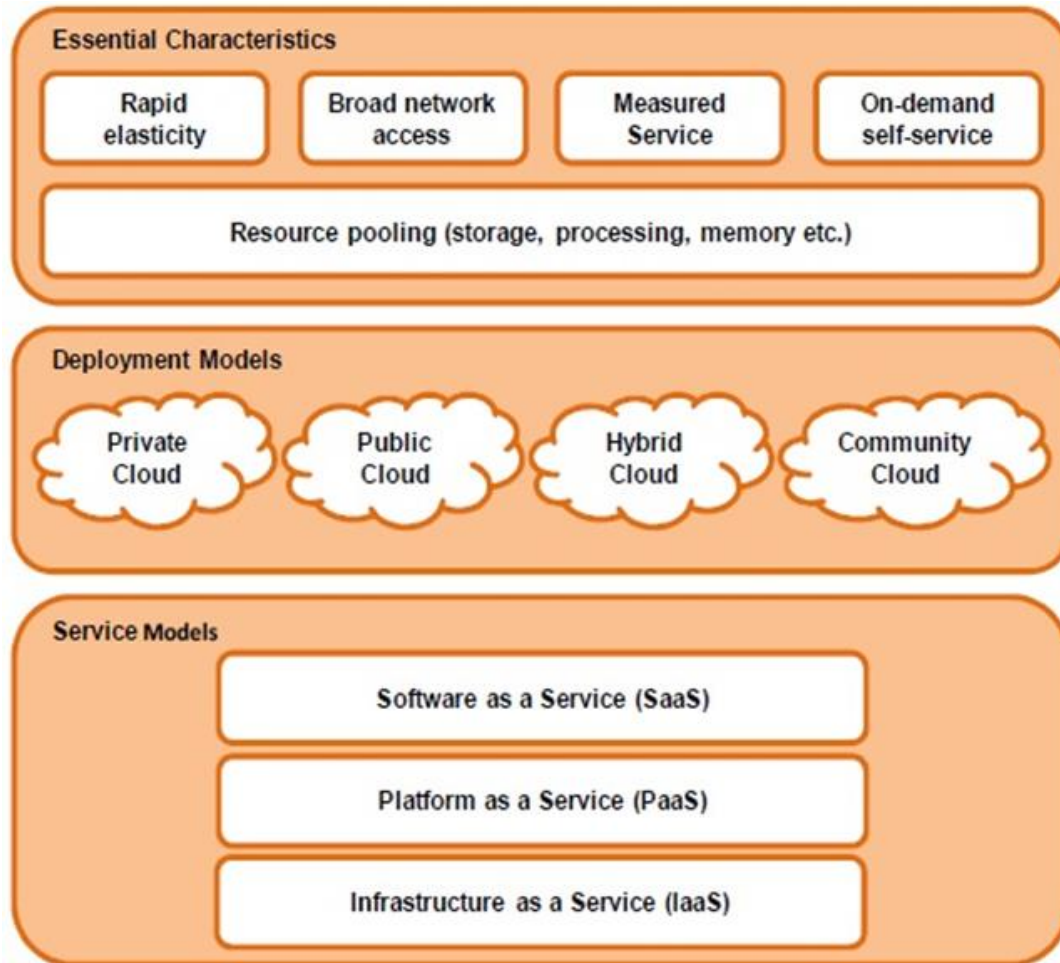 Essential Characteristics
Rapid
elasticity
Broad network
access
Measured
Service
On-demand
self-service
Resource pooling (storage, processing, memory etc.)
Deployment Models
Private
Cloud
Public
Cloud
Hybrid
Cloud
Community
Cloud
Service Models
Software as a Service (SaaS)
Platform as a Service (PaaS)
Infrastructure as a Service (IaaS)